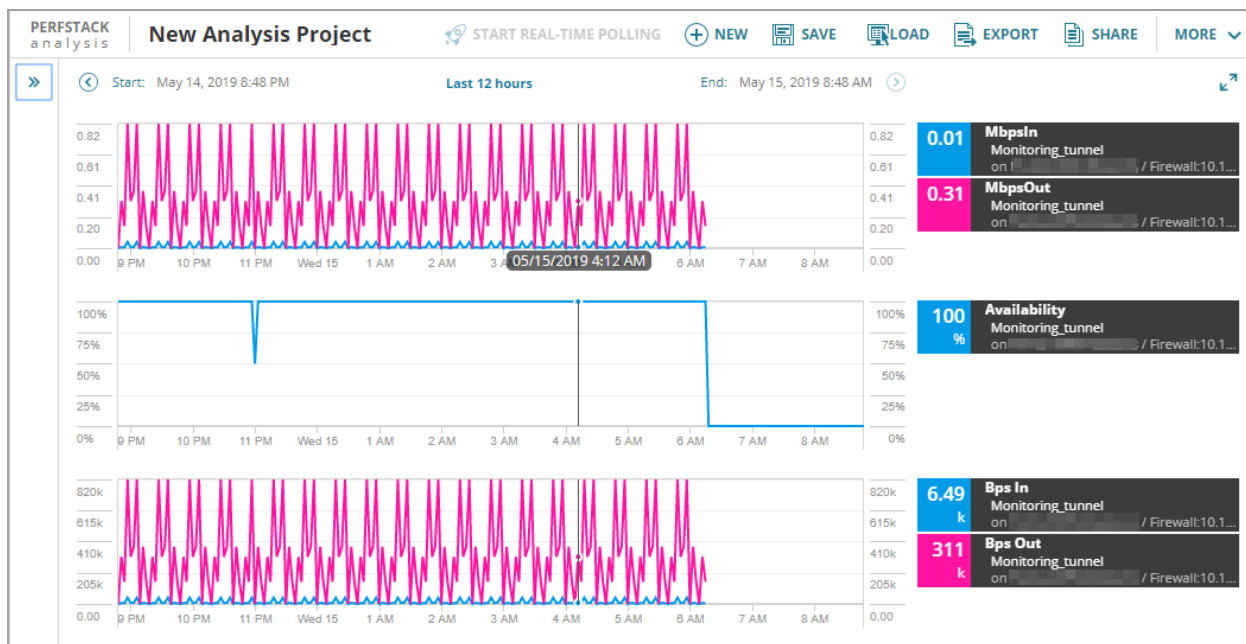 PERFSTACK
analysis
New Analysis Project
START REAL-TIME POLLING
NEW
SAVE
LOAD
EXPORT
SHARE
MORE
Start: May 14, 2019 8:48 PM
Last 12 hours
End: May 15, 2019 8:48 AM
0.82
0.61
0.41
0.20
0.00
9 PM 10 PM 11 PM Wed 15 1 AM 2 AM 5 AM 6 AM 7 AM 8 AM
05/15/2019 4:12 AM
0.82
0.61
0.41
0.20
0.00
0.01
MbpsIn
Monitoring_tunnel
on / Firewall:10.1...
0.31
MbpsOut
Monitoring_tunnel
on / Firewall:10.1...
100%
75%
50%
25%
0%
9 PM 10 PM 11 PM Wed 15 1 AM 2 AM 3 AM 4 AM 5 AM 6 AM 7 AM 8 AM
100%
75%
50%
25%
0%
100
%
Availability
Monitoring_tunnel
on / Firewall:10.1...
820k
615k
410k
205k
0.00
9 PM 10 PM 11 PM Wed 15 1 AM 2 AM 3 AM 4 AM 5 AM 6 AM 7 AM 8 AM
820k
615k
410k
205k
0.00
6.49
k
Bps In
Monitoring_tunnel
on / Firewall:10.1...
311
k
Bps Out
Monitoring_tunnel
on / Firewall:10.1...